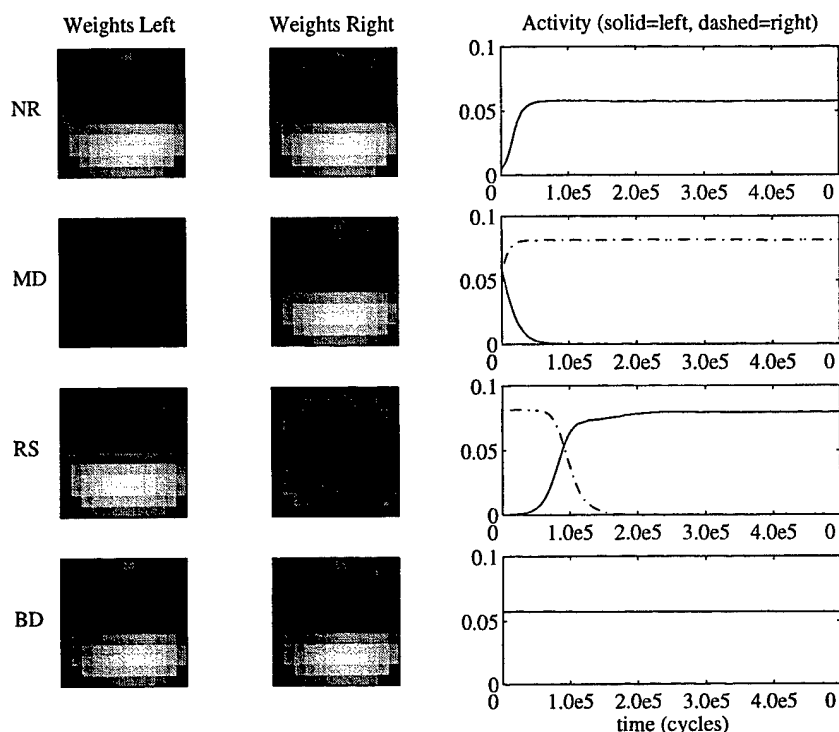 Weights Left
Weights Right
Activity (solid=left, dashed=right)
NR
0.1
0.05
0
0
1.0e5
2.0e5
3.0e5
4.0e5
0
MD
0.1
0.05
0
0
1.0e5
2.0e5
3.0e5
4.0e5
0
RS
0.1
0.05
0
0
1.0e5
2.0e5
3.0e5
4.0e5
0
BD
0.1
0.05
0
0
1.0e5
2.0e5
3.0e5
4.0e5
0
time (cycles)